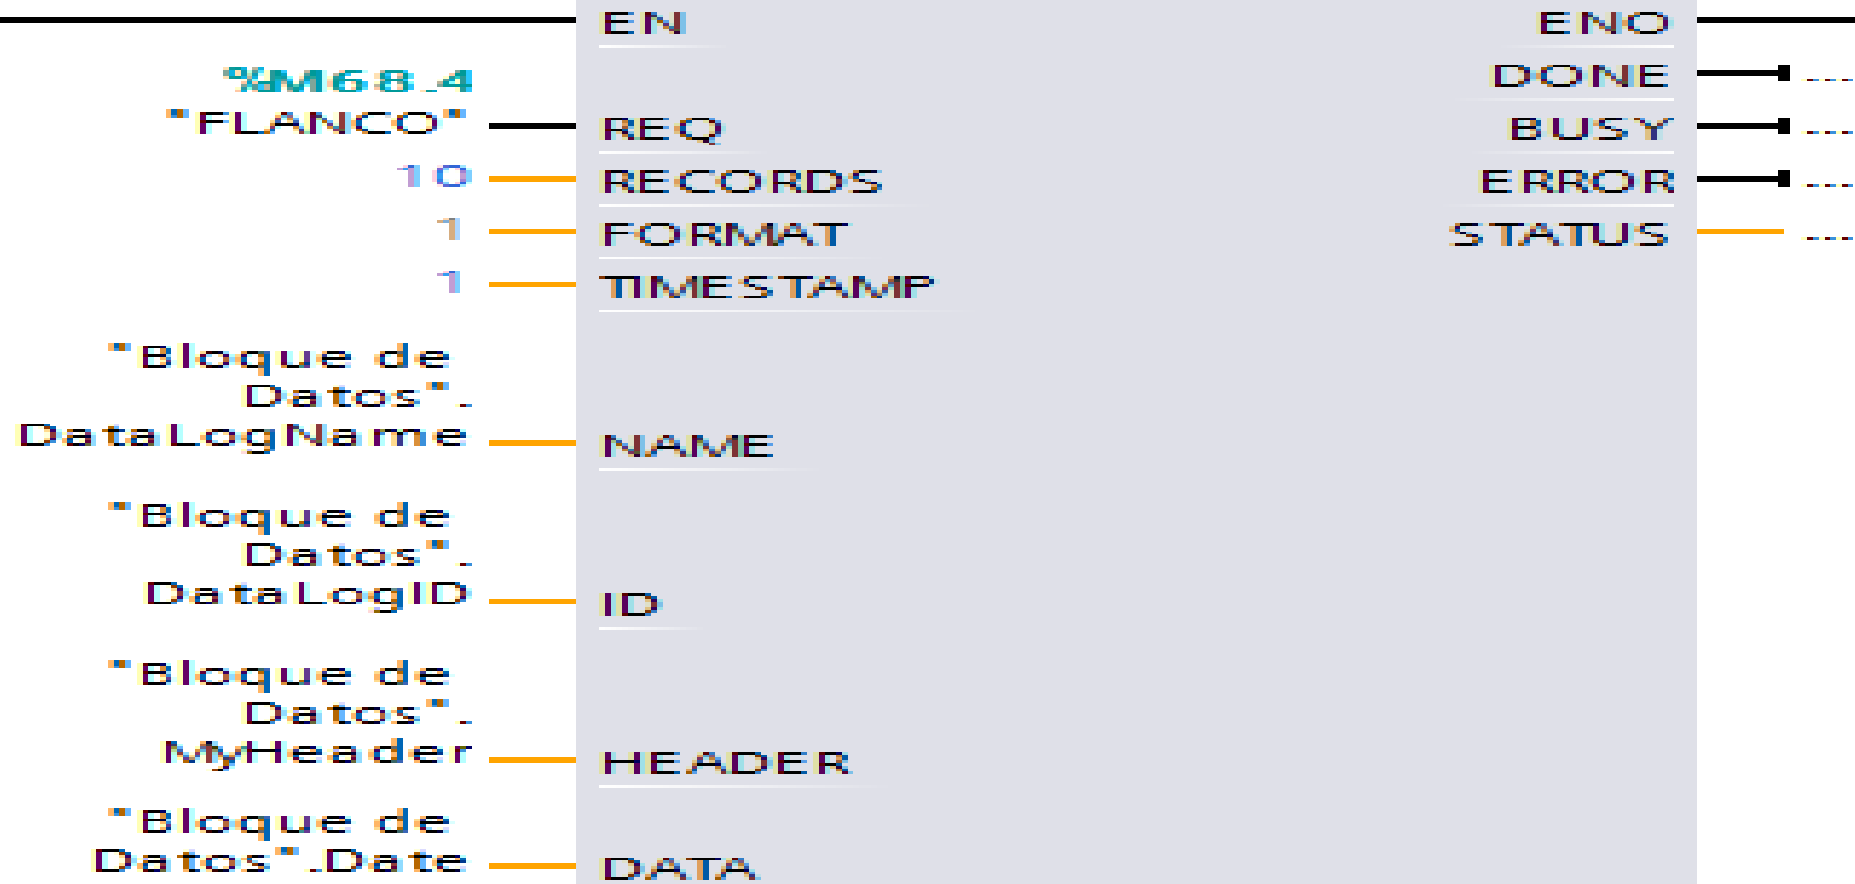 EN ENO
%M68.4 DONE
"FLANCO" REQ BUSY
10 RECORDS ERROR ---
1 FORMAT STATUS ---
1 TIMESTAMP
"Bloque de
Datos".
DataLogName NAME
"Bloque de
Datos".
DataLogID ID
"Bloque de
Datos".
MyHeader HEADER
"Bloque de
Datos".Date DATA